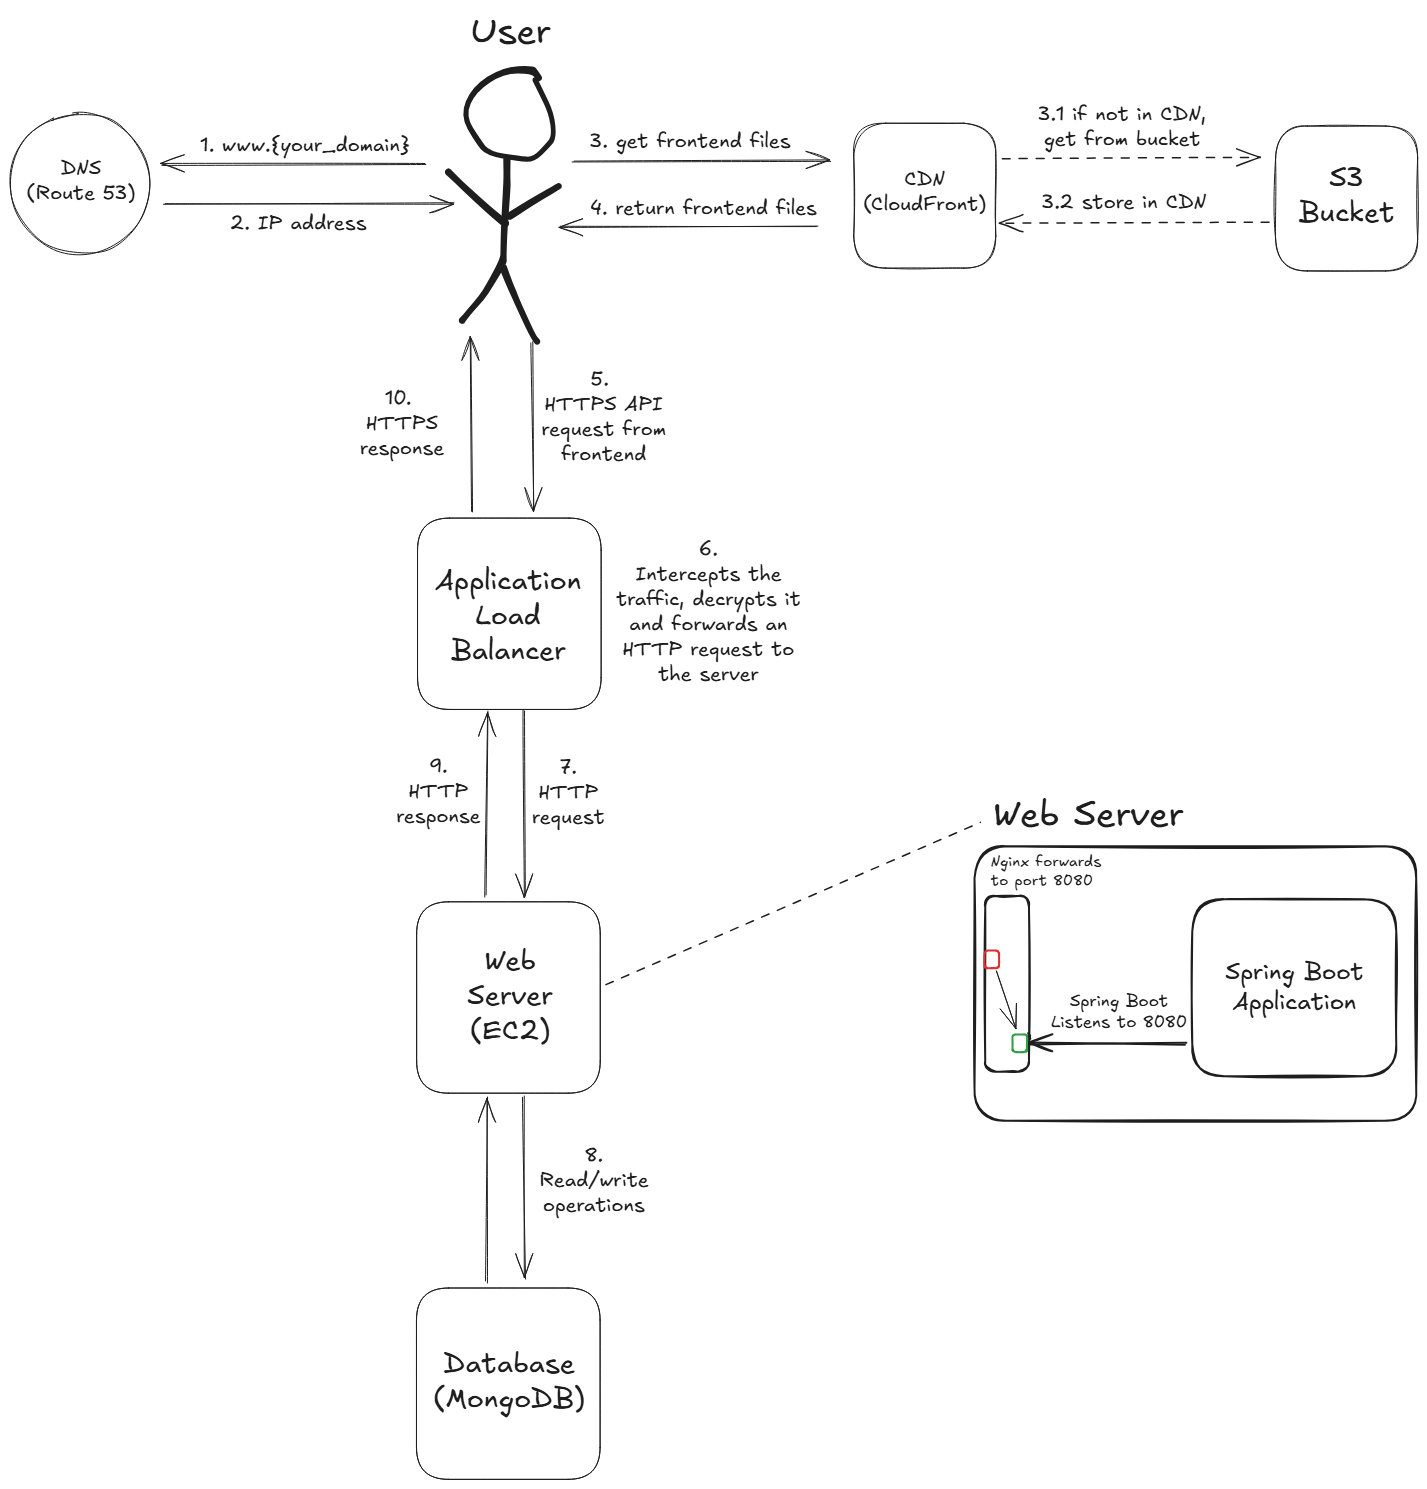 User
1. www.{your_domain}
DNS
(Route 53)
2. IP address
3. get frontend files
4. return frontend files
CDN
(CloudFront)
3.1 if not in CDN,
get from bucket
3.2 store in CDN
S3
Bucket
10.
HTTPS
response
5.
HTTPS API
request from
frontend
Application
Load
Balancer
6.
Intercepts the
traffic, decrypts it
and forwards an
HTTP request to
the server
9.
HTTP
response
7.
HTTP
request
Web
Server
(EC2)
Web Server
Nginx forwards
to port 8080
Spring Boot
Listens to 8080
Spring Boot
Application
8.
Read/write
operations
Database
(MongoDB)